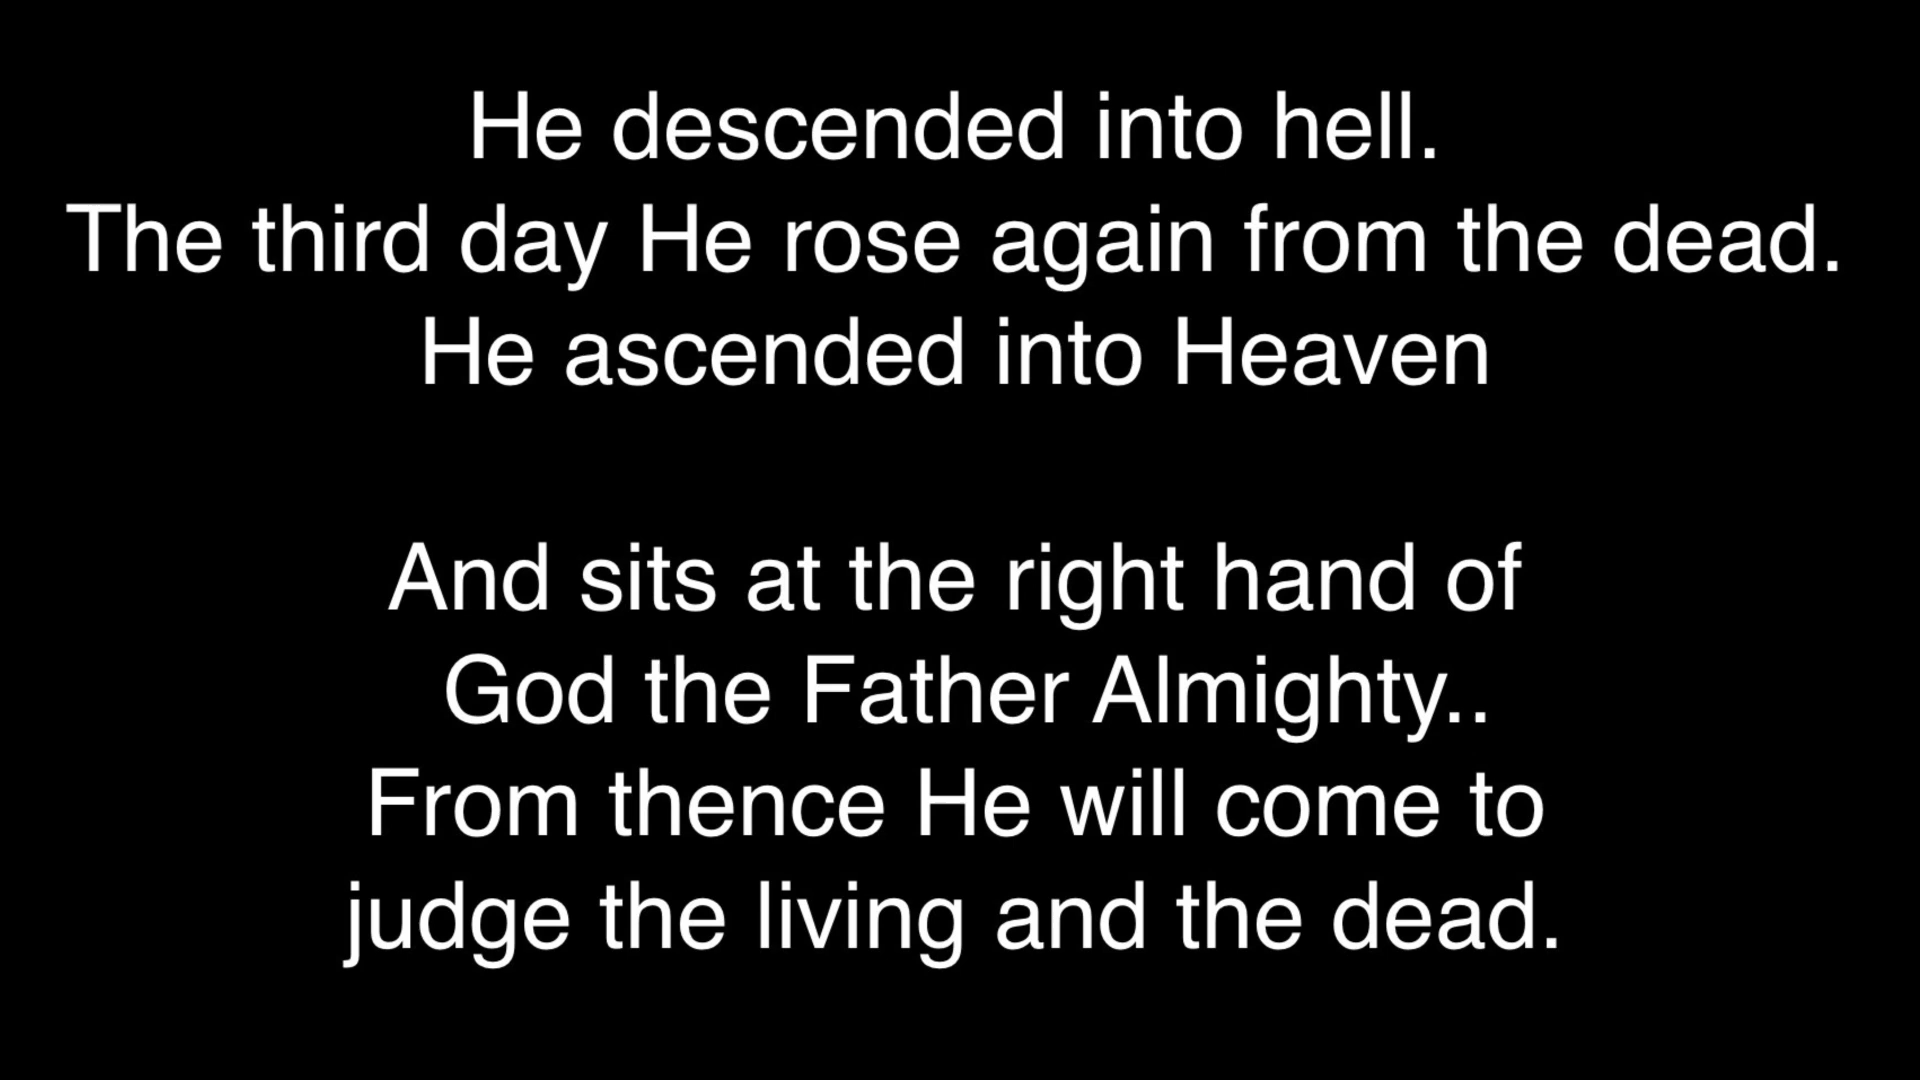 He descended into hell.
The third day He rose again from the dead.
He ascended into Heaven
And sits at the right hand of
God the Father Almighty..
From thence He will come to
judge the living and the dead.